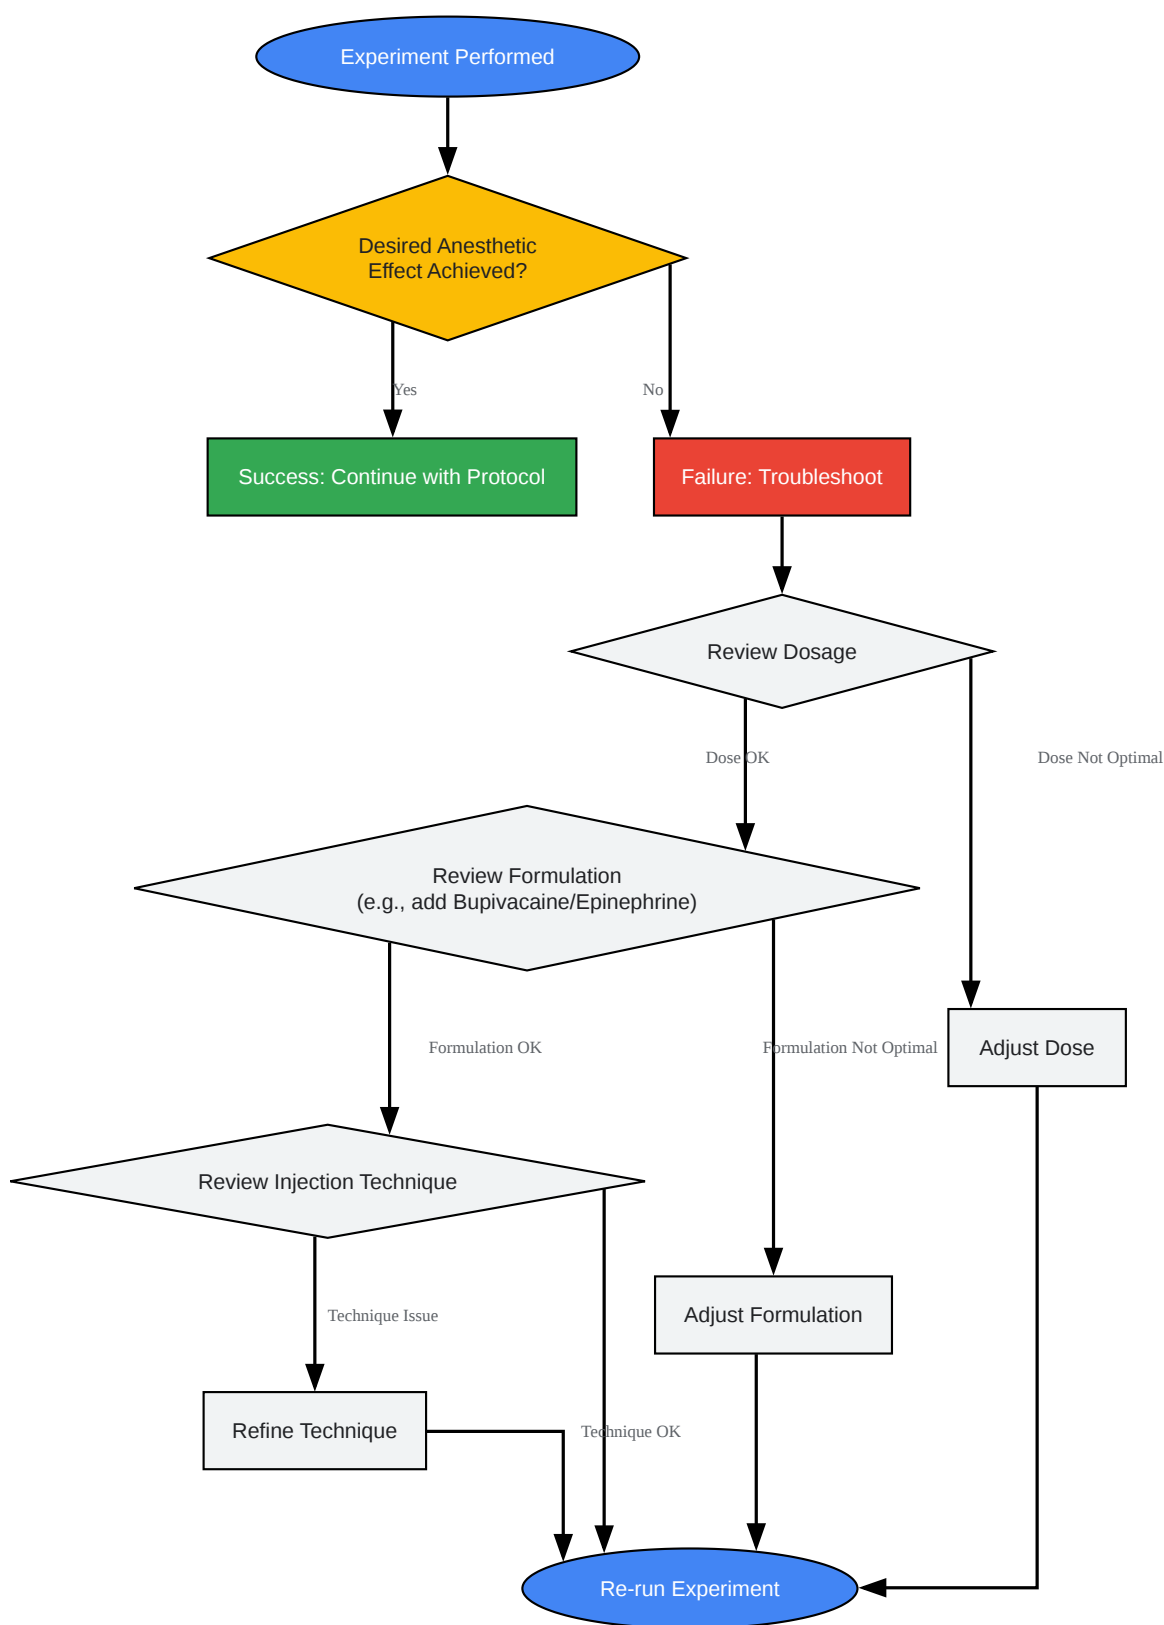 Experiment Performed
Desired Anesthetic
Effect Achieved?
Yes
No
Success: Continue with Protocol
Failure: Troubleshoot
Review Dosage
Dose OK
Dose Not Optimal
Review Formulation
(e.g., add Bupivacaine/Epinephrine)
Formulation OK
Formulation Not Optimal
Adjust Dose
Review Injection Technique
Technique Issue
Adjust Formulation
Refine Technique
Technique OK
Re-run Experiment